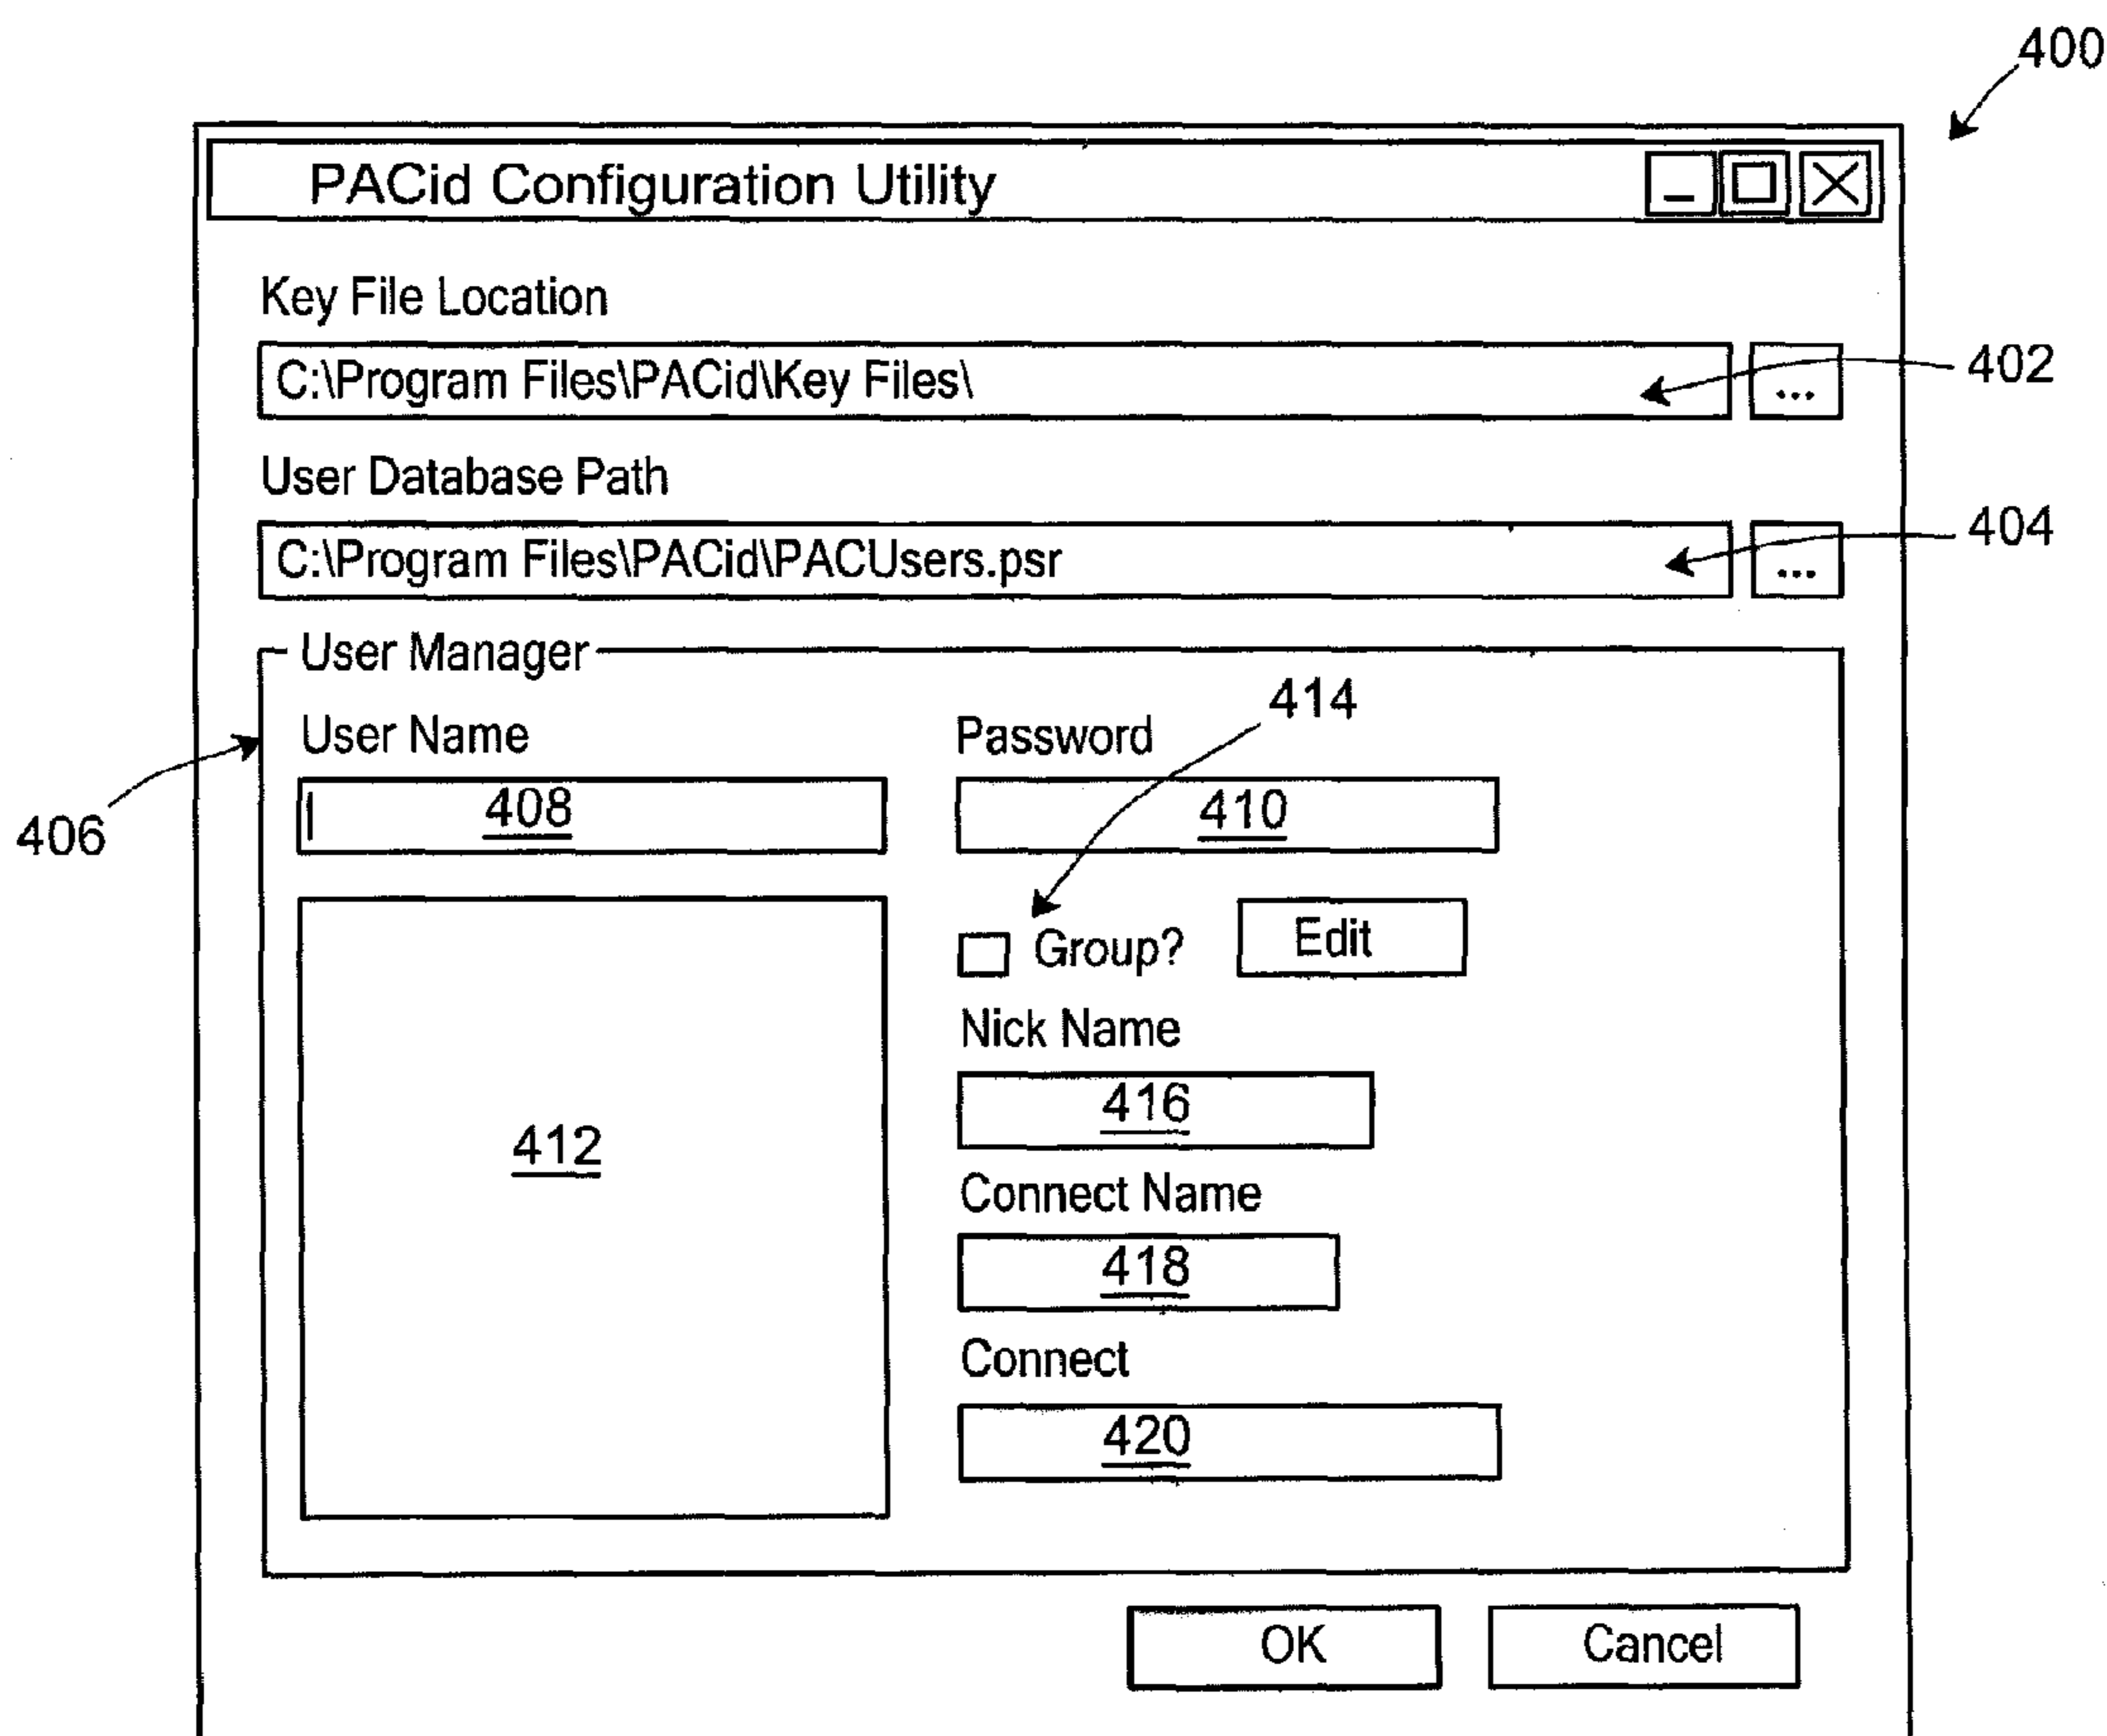 400
PACid Configuration Utility
Key File Location
C:\Program Files\PACid\Key Files\
...
402
User Database Path
C:\Program Files\PACid\PACUsers.psr
...
404
User Manager
414
User Name
Password
406
408
410
Group?
Edit
Nick Name
416
412
Connect Name
418
Connect
420
OK
Cancel